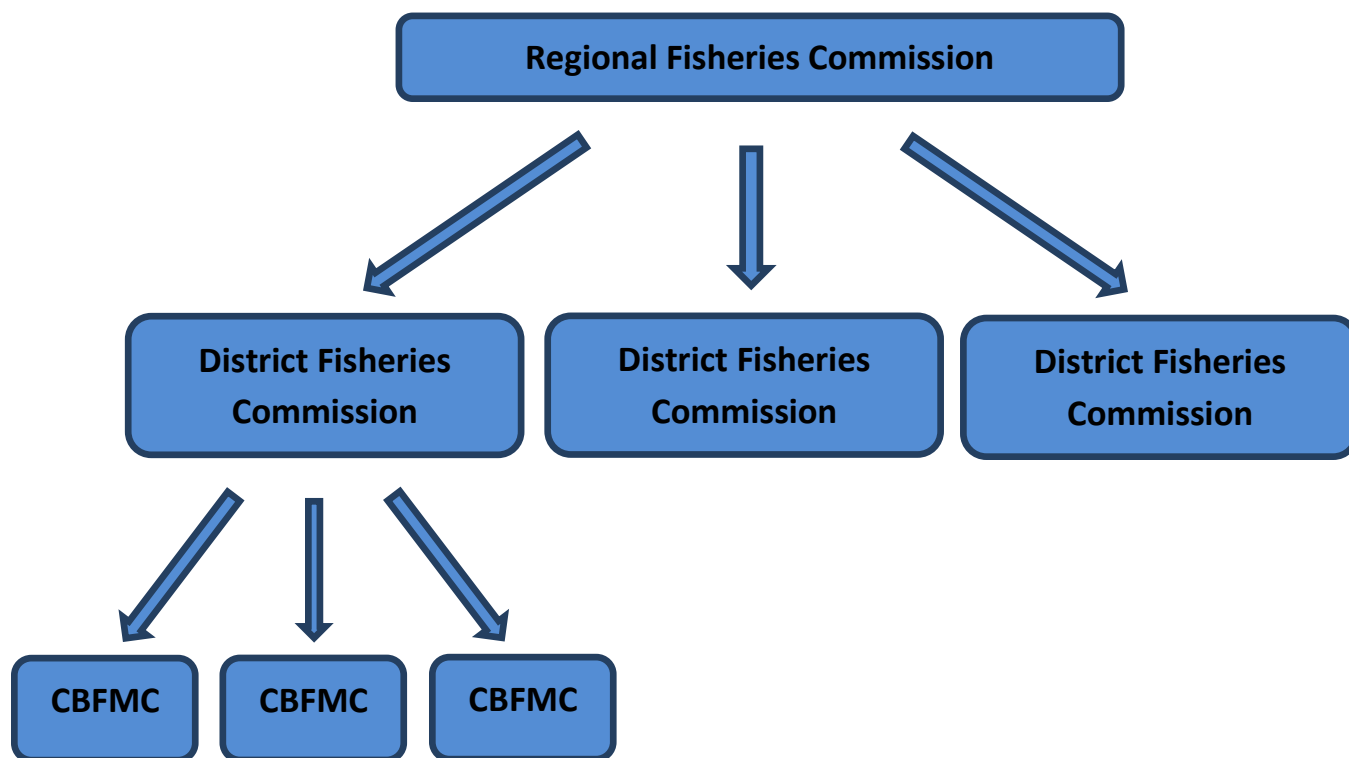 Regional Fisheries Commission
District Fisheries
Commission
District Fisheries
Commission
District Fisheries
Commission
CBFMC
CBFMC
CBFMC